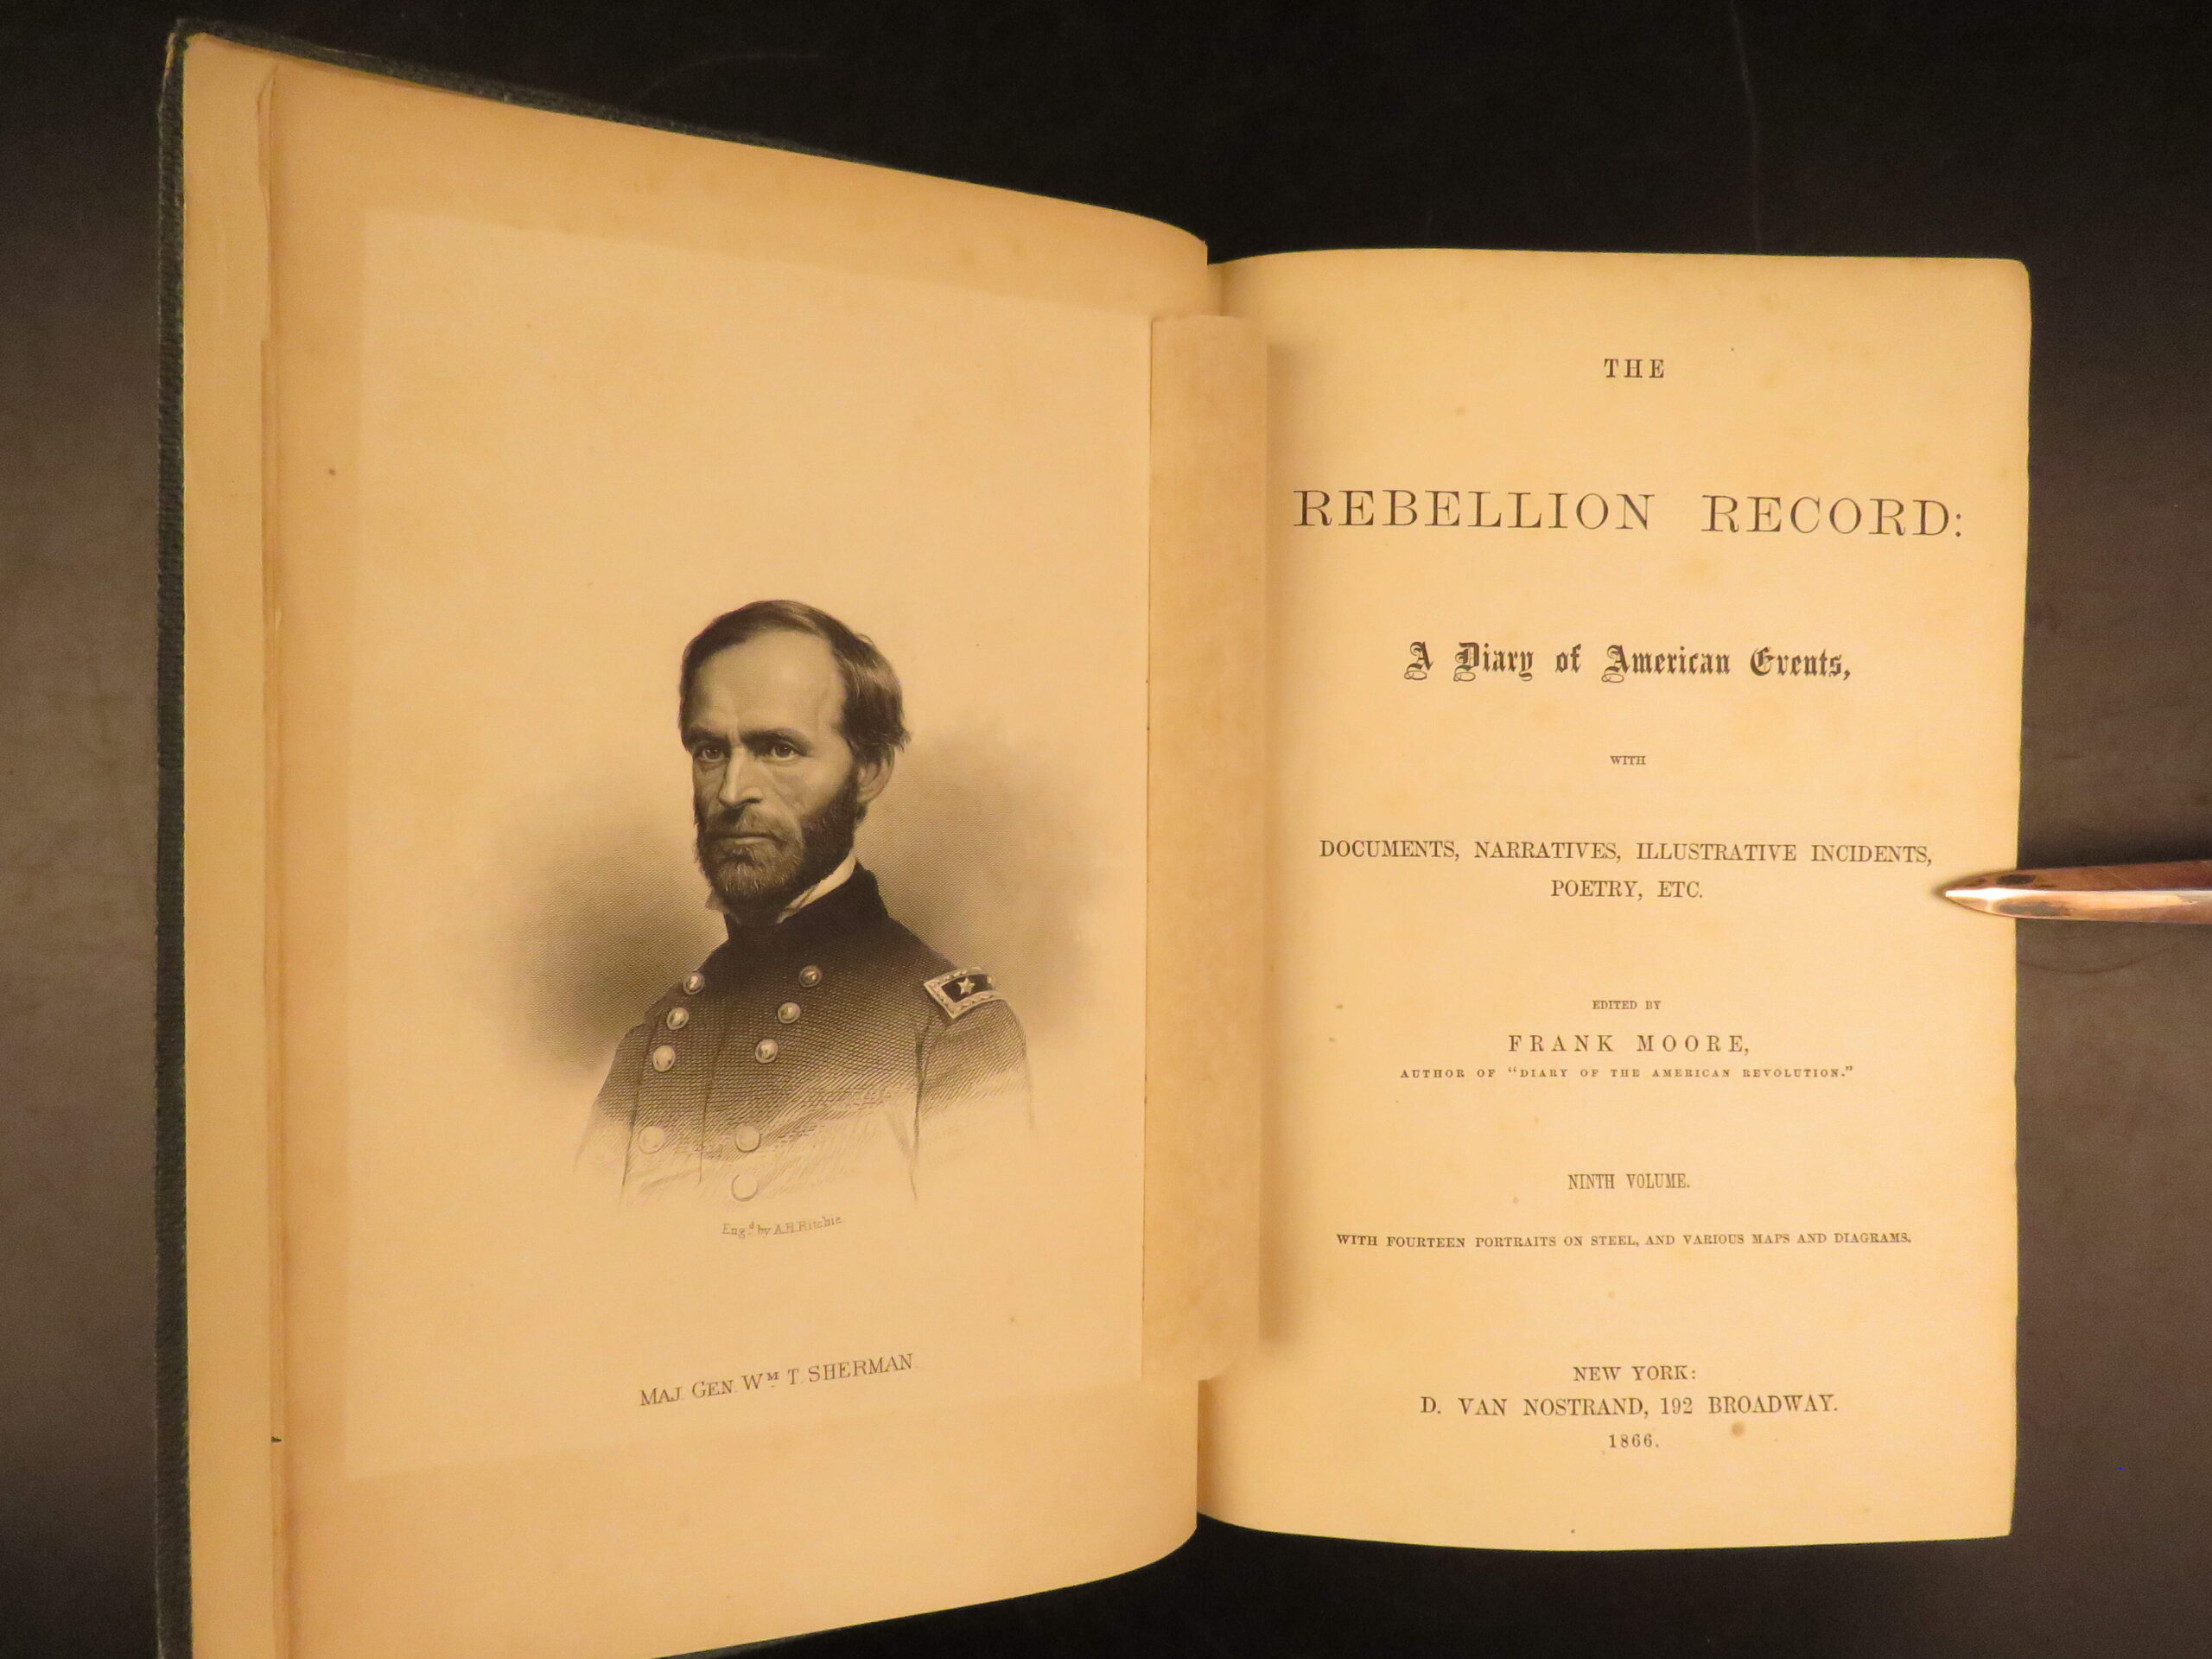 Eng.d by A.H. Ritchie
MAJ. GEN. WM T. SHERMAN.
THE
REBELLION RECORD:
A Diary of American Events,
WITH
DOCUMENTS, NARRATIVES, ILLUSTRATIVE INCIDENTS,
POETRY, ETC.
EDITED BY
FRANK MOORE,
AUTHOR OF "DIARY OF THE AMERICAN REVOLUTION."
NINTH VOLUME.
WITH FOURTEEN PORTRAITS ON STEEL, AND VARIOUS MAPS AND DIAGRAMS.
NEW YORK:
D. VAN NOSTRAND, 192 BROADWAY.
1866.